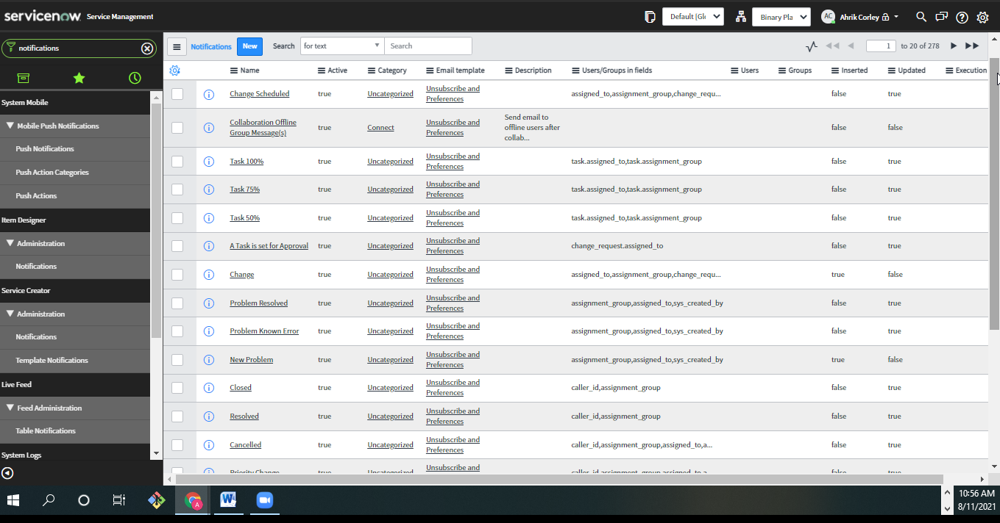 servicenow Service Management
Default [Glo
Binary Pla
AC
Ahrik Corley
notifications
Notifications
New
Search
for text
Search
1
to 20 of 278
System Mobile
Mobile Push Notifications
Push Notifications
Push Action Categories
Push Actions
Item Designer
Administration
Notifications
Service Creator
Administration
Notifications
Template Notifications
Live Feed
Feed Administration
Table Notifications
System Logs
Name Active Category Email template Description Users/Groups in fields Users Groups Inserted Updated Execution
Change Scheduled true Uncategorized Unsubscribe and
Preferences
assigned_to,assignment_group,change_requ... false true
Collaboration Offline
Group Message(s)
true Connect Unsubscribe and
Preferences
Send email to
offline users after
collab...
false false
Task 100% true Uncategorized Unsubscribe and
Preferences
task.assigned_to,task.assignment_group false true
Task 75% true Uncategorized Unsubscribe and
Preferences
task.assigned_to,task.assignment_group false true
Task 50% true Uncategorized Unsubscribe and
Preferences
task.assigned_to,task.assignment_group false true
A Task is set for Approval true Uncategorized Unsubscribe and
Preferences
change_request.assigned_to false true
Change true Uncategorized Unsubscribe and
Preferences
assigned_to,assignment_group,change_requ... true false
Problem Resolved true Uncategorized Unsubscribe and
Preferences
assignment_group,assigned_to,sys_created_by false true
Problem Known Error true Uncategorized Unsubscribe and
Preferences
assignment_group,assigned_to,sys_created_by false true
New Problem true Uncategorized Unsubscribe and
Preferences
assignment_group,assigned_to,sys_created_by true false
Closed true Uncategorized Unsubscribe and
Preferences
caller_id,assignment_group false true
Resolved true Uncategorized Unsubscribe and
Preferences
caller_id,assignment_group false true
Cancelled true Uncategorized Unsubscribe and
Preferences
caller_id,assignment_group,assigned_to,a... false true
Priority Change true Uncategorized Unsubscribe and
caller_id,assignment_group,assigned_to,a... false true
A
W
10:56 AM
8/11/2021